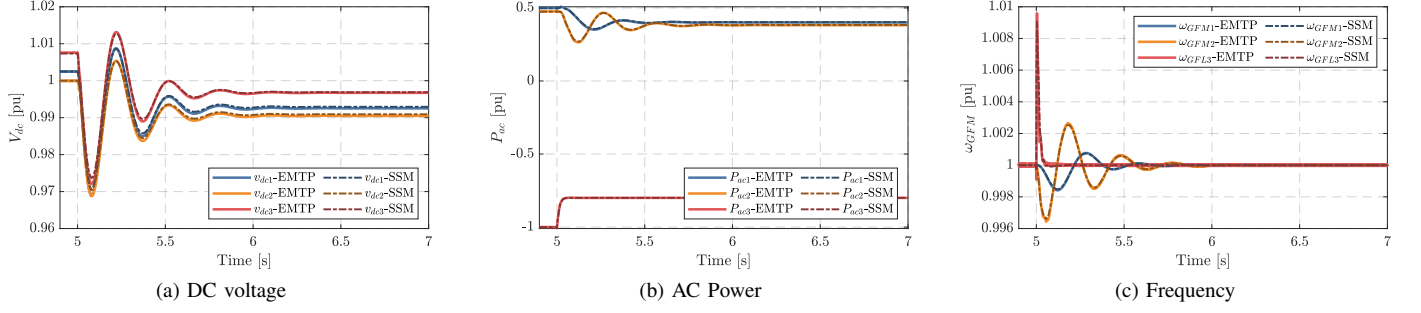 1.02
1.01
1
0.99
0.98
0.97
0.96
V_dc [pu]
v_dc1-EMTP
v_dc2-EMTP
v_dc3-EMTP
v_dc1-SSM
v_dc2-SSM
v_dc3-SSM
5
5.5
6
6.5
7
Time [s]
(a) DC voltage
0.5
0
-0.5
-1
P_ac [pu]
P_ac1-EMTP
P_ac2-EMTP
P_ac3-EMTP
P_ac1-SSM
P_ac2-SSM
P_ac3-SSM
5
5.5
6
6.5
7
Time [s]
(b) AC Power
1.01
1.008
1.006
1.004
1.002
1
0.998
0.996
ω_GFM [pu]
ω_GFM1-EMTP
ω_GFM2-EMTP
ω_GFL3-EMTP
ω_GFM1-SSM
ω_GFM2-SSM
ω_GFL3-SSM
5
5.5
6
6.5
7
Time [s]
(c) Frequency